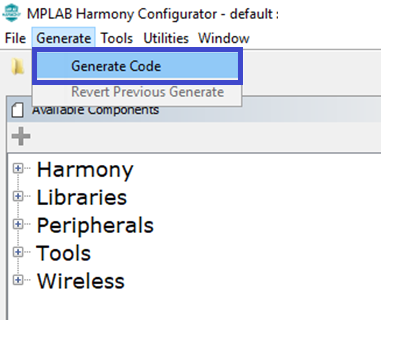 MPLAB Harmony Configurator - default
File Generate Tools Utilities Window
Generate Code
Revert Previous Generate
Available Components
Harmony
Libraries
Peripherals
Tools
Wireless